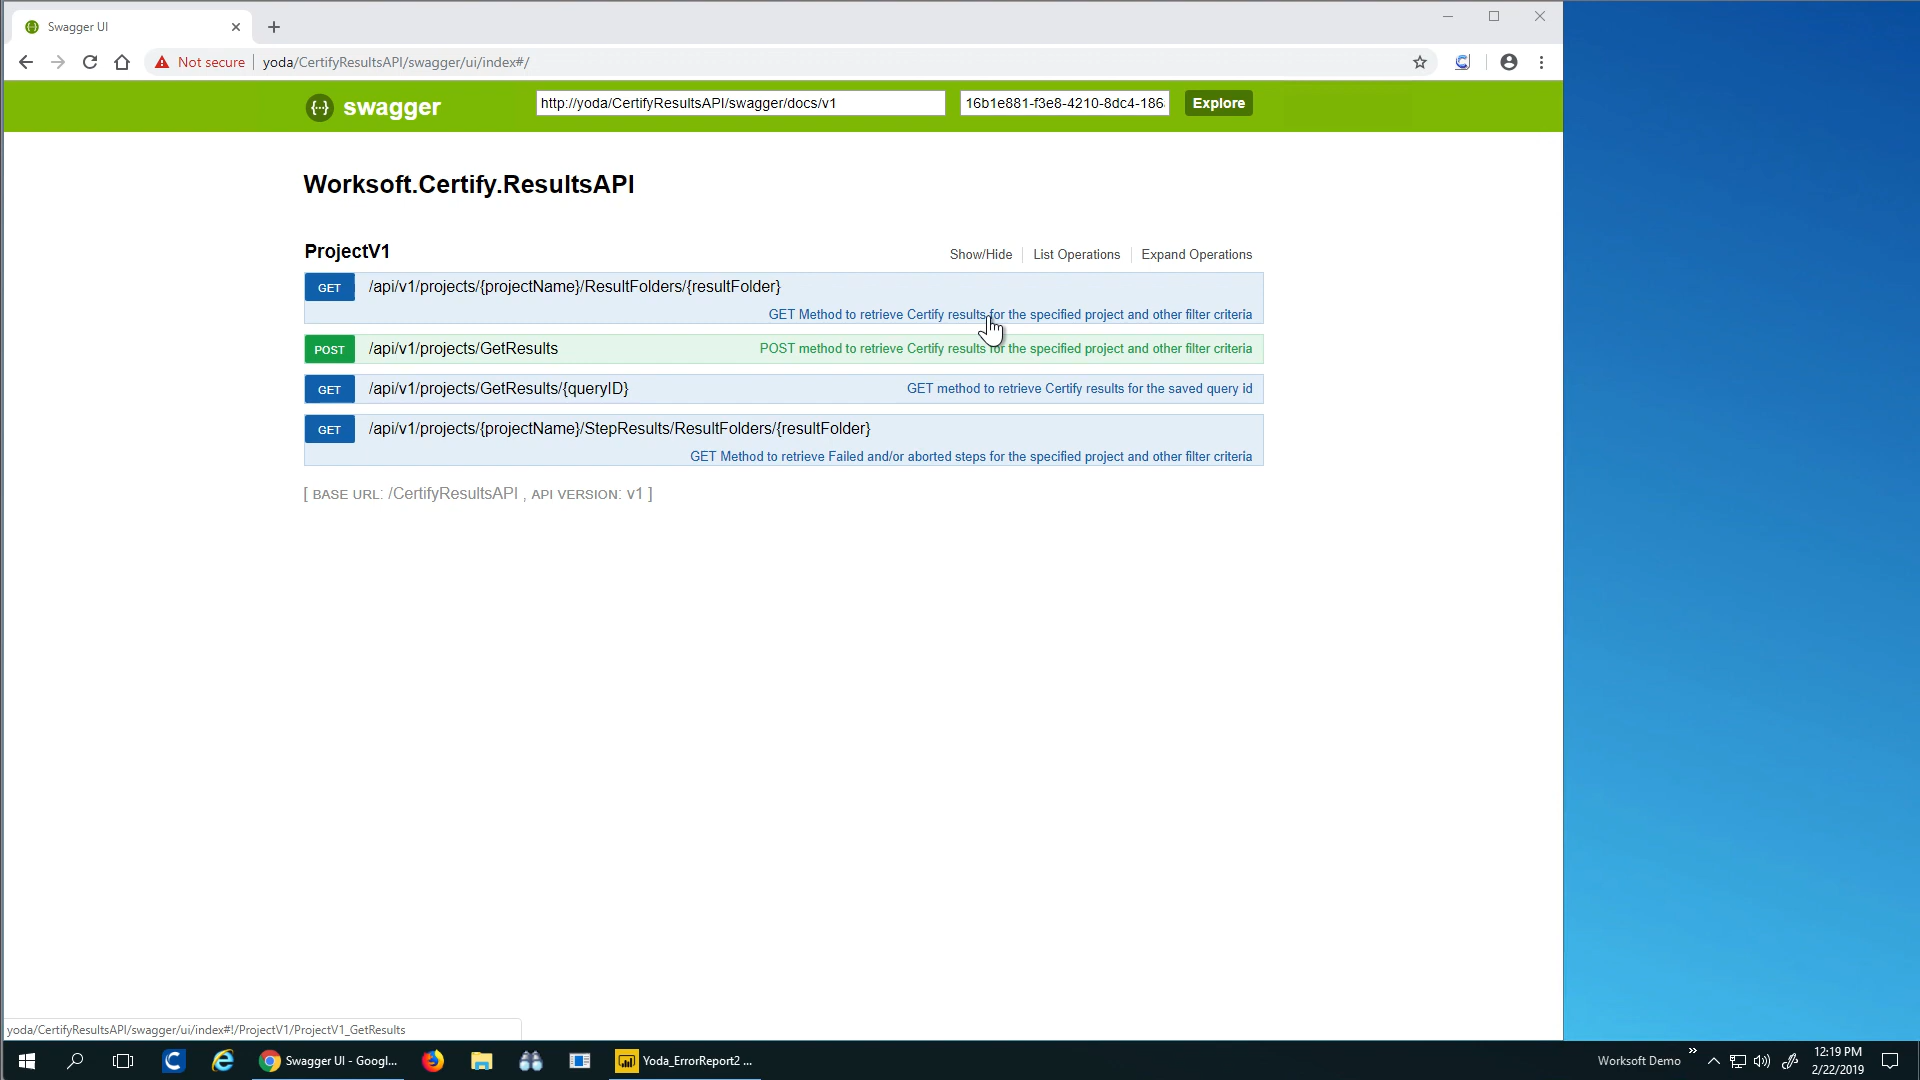 Swagger UI
Not secure
yoda/CertifyResultsAPI/swagger/ui/index#/
swagger
http://yoda/CertifyResultsAPI/swagger/docs/v1
16b1e881-f3e8-4210-8dc4-186
Explore
Worksoft.Certify.ResultsAPI
ProjectV1
Show/Hide
List Operations
Expand Operations
GET
/api/v1/projects/{projectName}/ResultFolders/{resultFolder}
GET Method to retrieve Certify results for the specified project and other filter criteria
POST
/api/v1/projects/GetResults
POST method to retrieve Certify results for the specified project and other filter criteria
GET
/api/v1/projects/GetResults/{queryID}
GET method to retrieve Certify results for the saved query id
GET
/api/v1/projects/{projectName}/StepResults/ResultFolders/{resultFolder}
GET Method to retrieve Failed and/or aborted steps for the specified project and other filter criteria
[ BASE URL: /CertifyResultsAPI , API VERSION: v1 ]
yoda/CertifyResultsAPI/swagger/ui/index#!/ProjectV1/ProjectV1_GetResults
Swagger UI - Googl...
Yoda_ErrorReport2 ...
Worksoft Demo
12:19 PM
2/22/2019